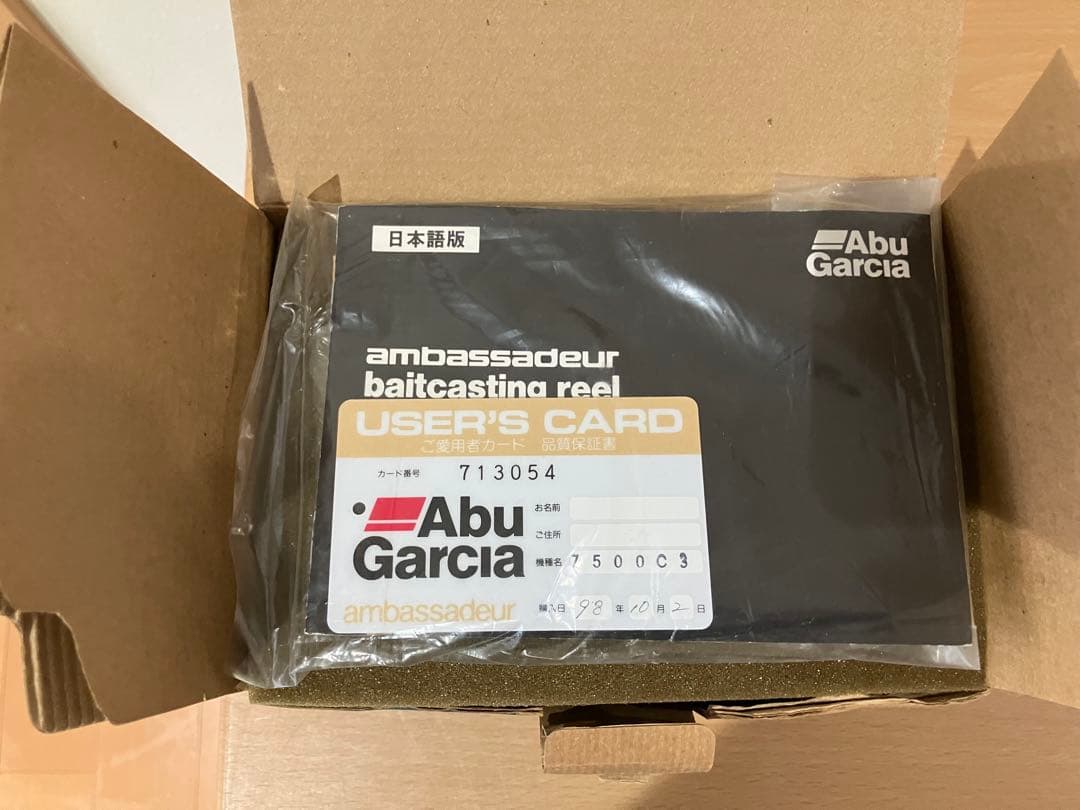 日本語版
Abu
Garcia
ambassadeur
baitcasting reel
USER'S CARD
ご愛用者カード 品質保証書
カード番号 713054
Abu
Garcia
お名前
ご住所
機種名 7500C3
ambassadeur
購入日 98 年 10 月 2 日